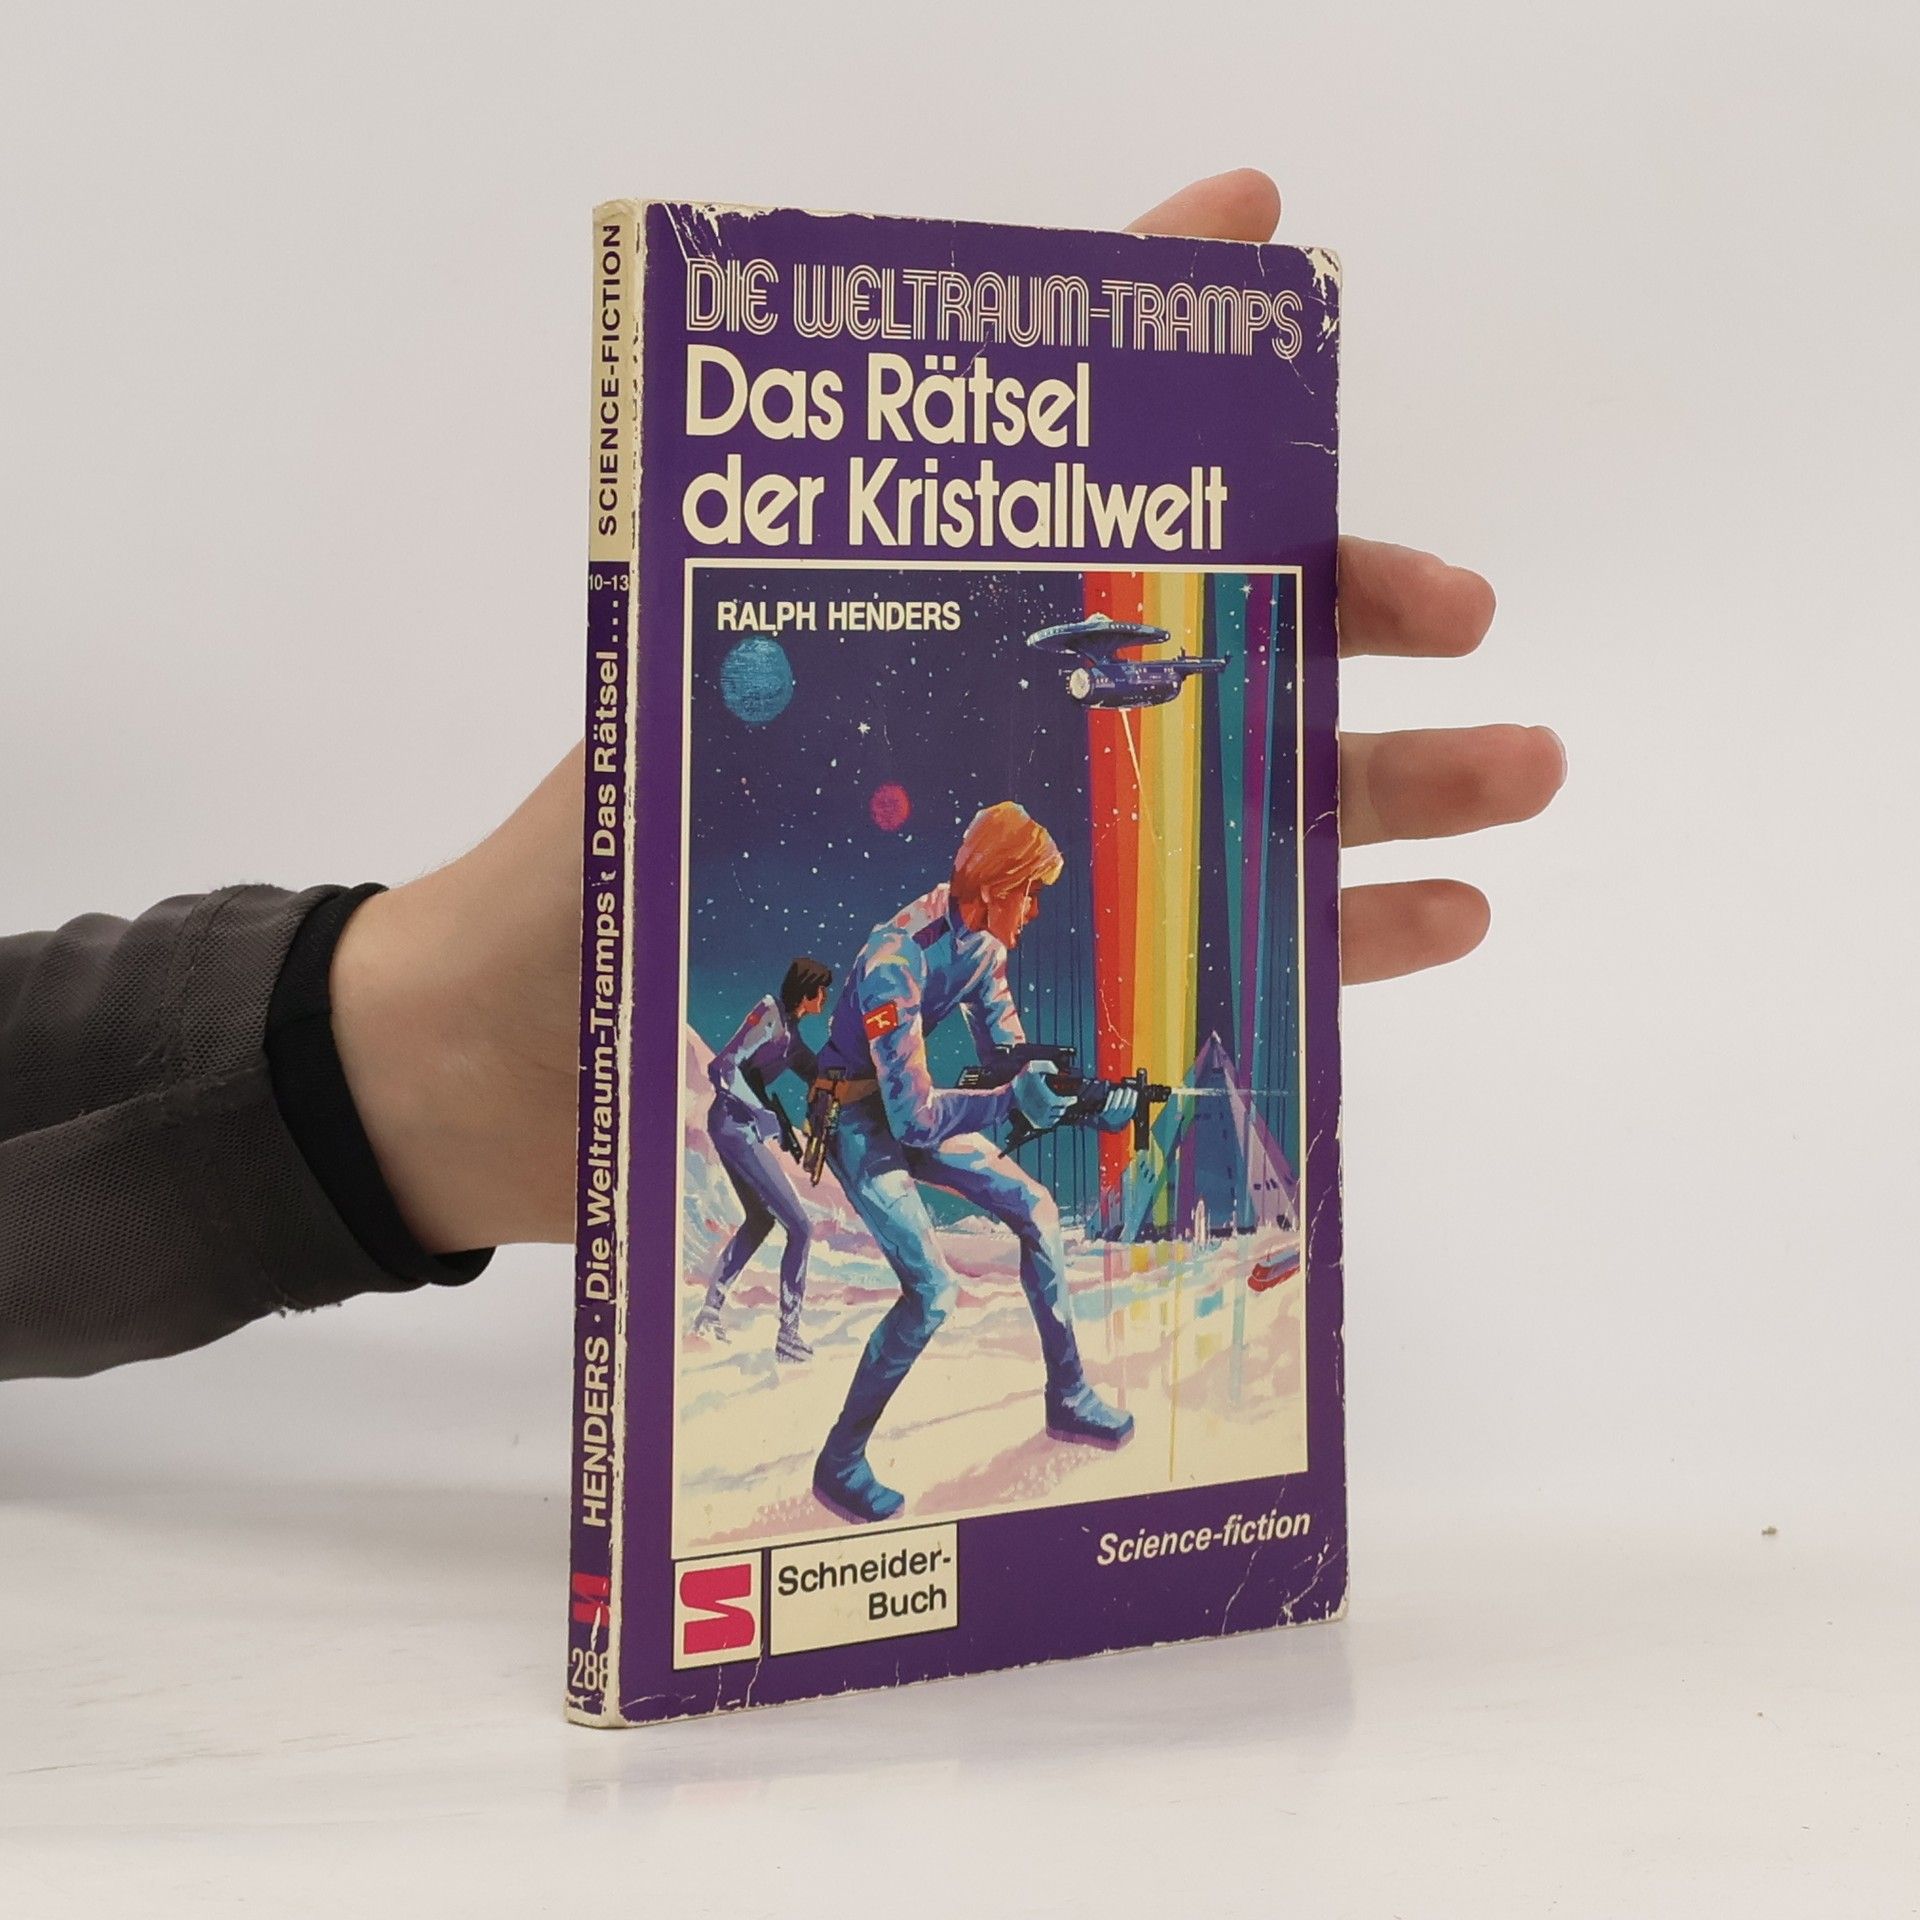 DIE WELTRAUM-TRAMPS
Das Rätsel
der Kristallwelt
RALPH HENDERS
Schneider-
Buch
Science-fiction
SCIENCE-FICTION
10-13
HENDERS · Die Weltraum-Tramps · Das Rätsel...